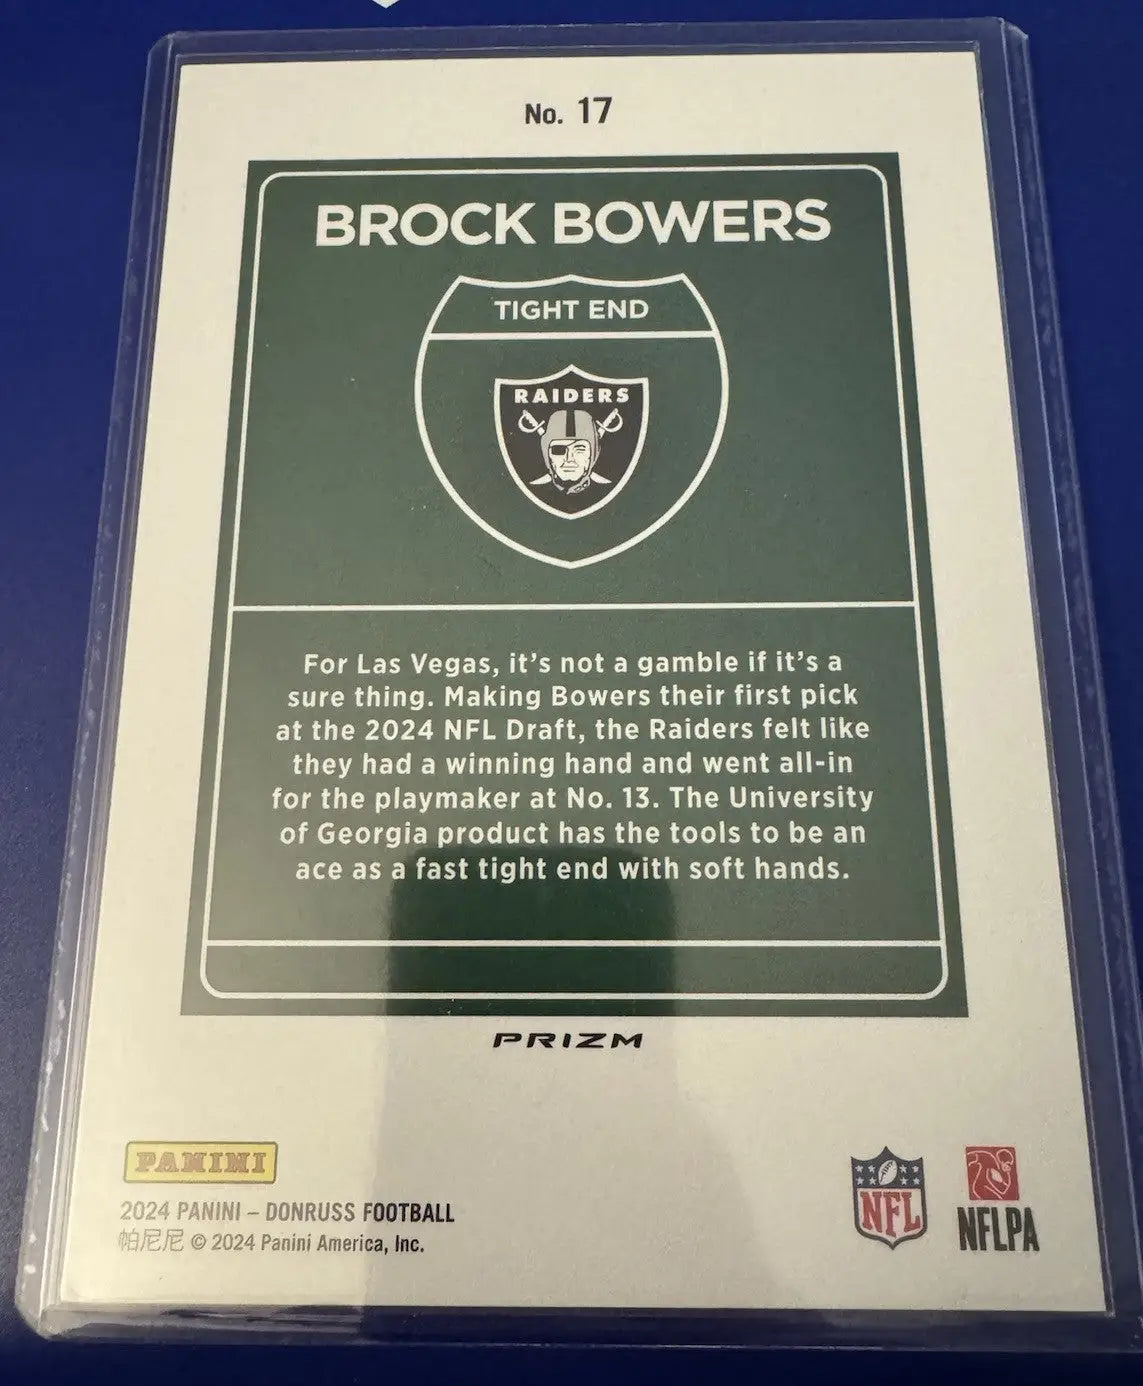 No. 17
BROCK BOWERS
TIGHT END
RAIDERS
For Las Vegas, it's not a gamble if it's a
sure thing. Making Bowers their first pick
at the 2024 NFL Draft, the Raiders felt like
they had a winning hand and went all-in
for the playmaker at No. 13. The University
of Georgia product has the tools to be an
ace as a fast tight end with soft hands.
PRIZM
PANINI
2024 PANINI – DONRUSS FOOTBALL
帕尼尼 © 2024 Panini America, Inc.
NFL
NFLPA